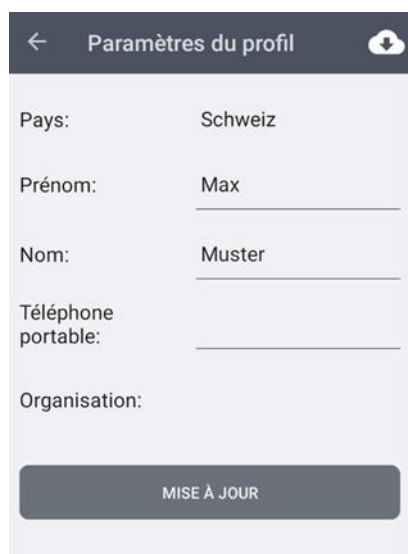 Paramètres du profil
Pays: Schweiz
Prénom: Max
Nom: Muster
Téléphone
portable:
Organisation:
MISE À JOUR